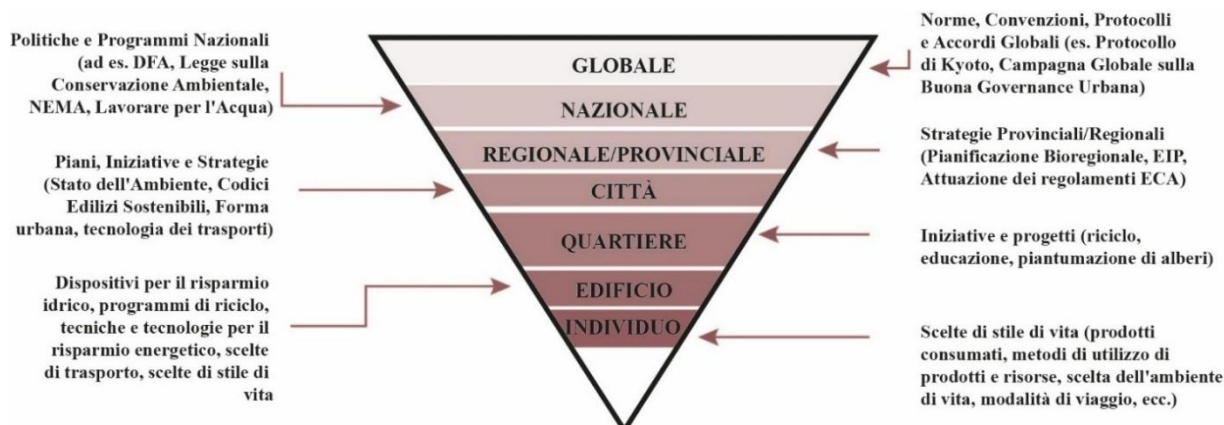 Politiche e Programmi Nazionali
(ad es. DFA, Legge sulla
Conservazione Ambientale,
NEMA, Lavorare per l'Acqua)
Piani, Iniziative e Strategie
(Stato dell'Ambiente, Codici
Edilizi Sostenibili, Forma
urbana, tecnologia dei trasporti)
Dispositivi per il risparmio
idrico, programmi di riciclo,
tecniche e tecnologie per il
risparmio energetico, scelte
di trasporto, scelte di stile di
vita
GLOBALE
NAZIONALE
REGIONALE/PROVINCIALE
CITTÀ
QUARTIERE
EDIFICIO
INDIVIDUO
Norme, Convenzioni, Protocolli
e Accordi Globali (es. Protocollo
di Kyoto, Campagna Globale sulla
Buona Governance Urbana)
Strategie Provinciali/Regionali
(Pianificazione Bioregionale, EIP,
Attuazione dei regolamenti ECA)
Iniziative e progetti (riciclo,
educazione, piantumazione di alberi)
Scelte di stile di vita (prodotti
consumati, metodi di utilizzo di
prodotti e risorse, scelta dell'ambiente
di vita, modalità di viaggio, ecc.)